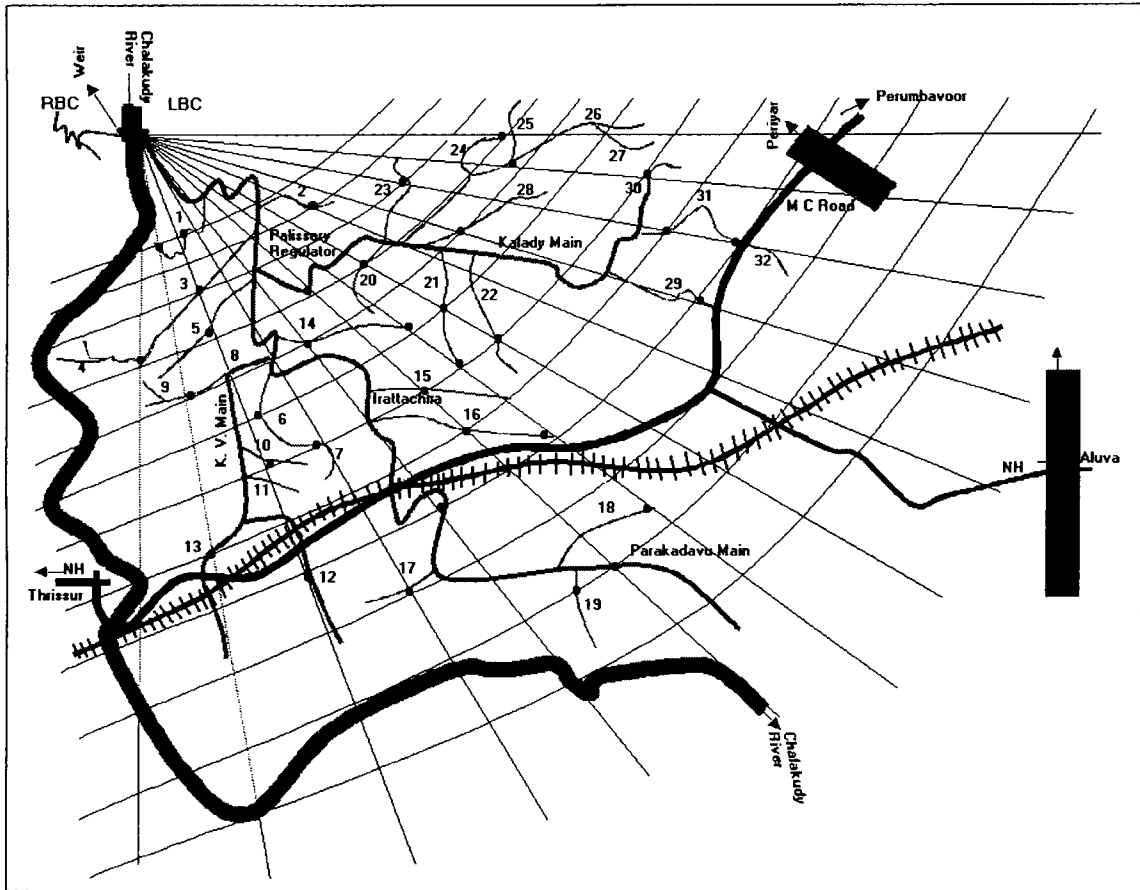 Chalakudy
River
Weir
RBC
LBC
Perumbavoor
Periyar
M C Road
25
26
24
27
23
2
28
30
1
31
Palissery
Regulator
Kalady Main
32
3
20
21
22
29
5
14
4
8
9
15
Irattachira
6
16
K. V. Main
10
7
11
NH
Aluva
18
13
Parakadavu Main
NH
Thrissur
12
17
19
Chalakudy
River